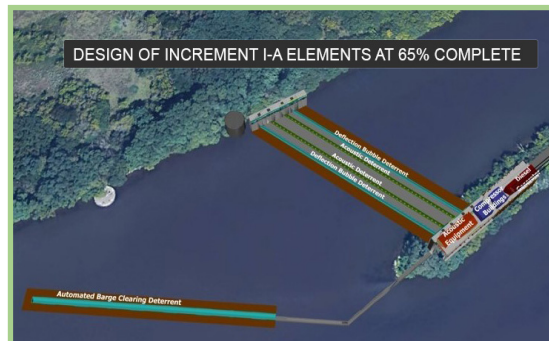 DESIGN OF INCREMENT I-A ELEMENTS AT 65% COMPLETE
Deflection Bubble Deterrent
Acoustic Deterrent
Acoustic Deterrent
Deflection Bubble Deterrent
Acoustic
Equipment
Compressor
Buildings
Diesel
Automated Barge Clearing Deterrent